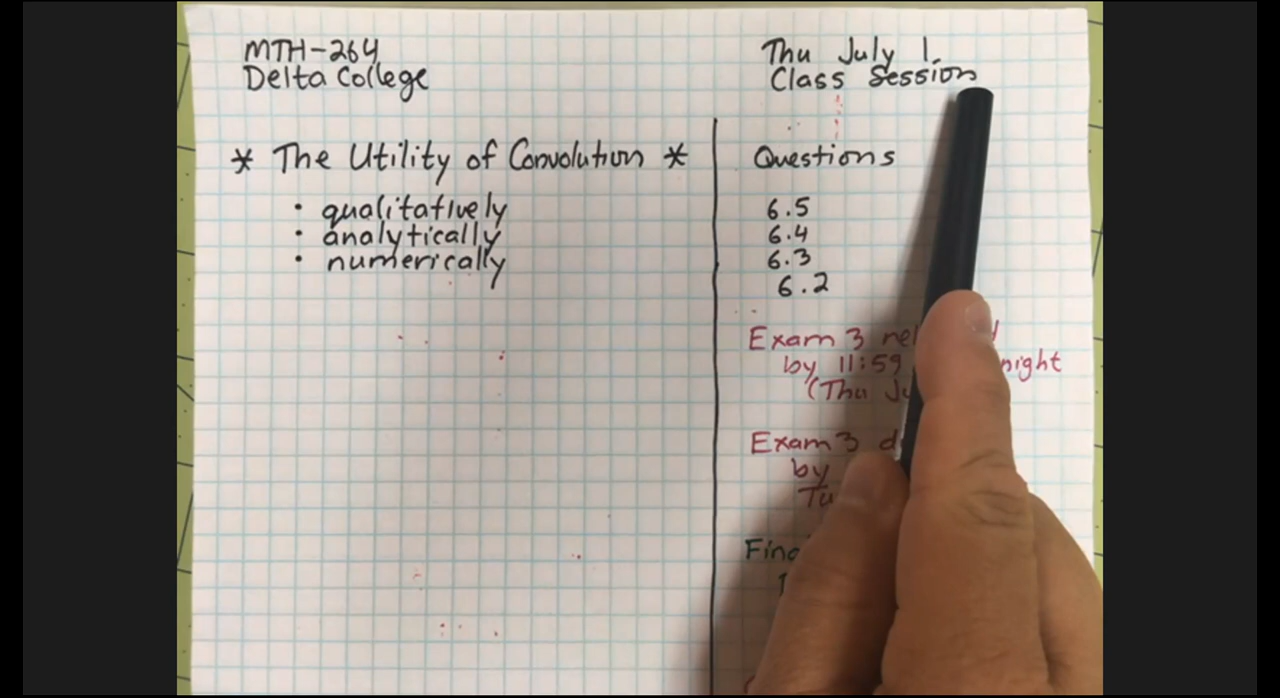 MTH-264
Delta College
Thu July 1.
Class Session
* The Utility of Convolution *
• qualitatively
• analytically
• numerically
Questions
6.5
6.4
6.3
6.2
Exam 3
by 11:59 night
(Thu
Exam 3
by